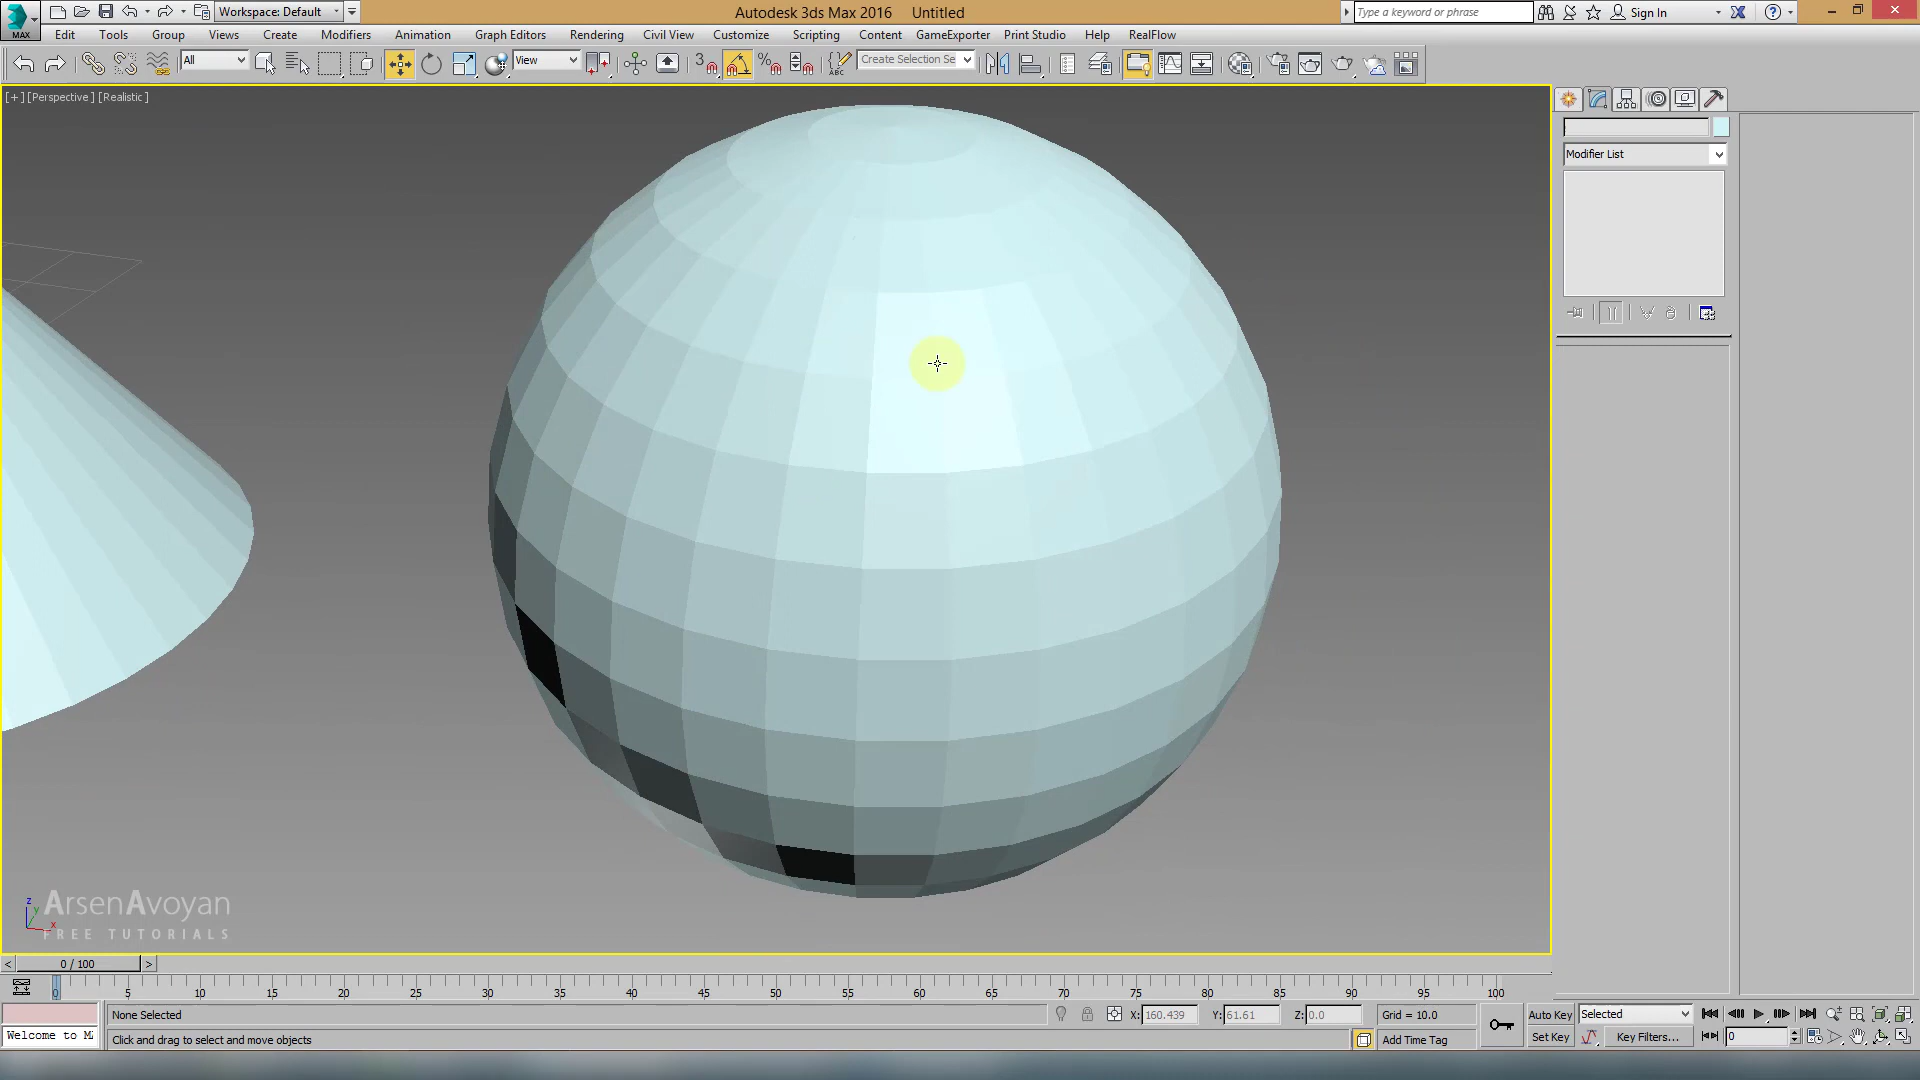 Autodesk 3ds Max 2016 Untitled
Workspace: Default
Type a keyword or phrase
Sign In
MAX
Edit Tools Group Views Create Modifiers Animation Graph Editors Rendering Civil View Customize Scripting Content GameExporter Print Studio Help RealFlow
All
View
3
%
ABC
Create Selection Se
[+] [Perspective] [Realistic]
Modifier List
z
y
x
ArsenAvoyan
FREE TUTORIALS
< 0 / 100 >
0 5 10 15 20 25 30 35 40 45 50 55 60 65 70 75 80 85 90 95 100
None Selected
X: 160.439 Y: 61.61 Z: 0.0
Grid = 10.0
Auto Key
Selected
Welcome to M
Click and drag to select and move objects
Add Time Tag
Set Key
Key Filters...
0